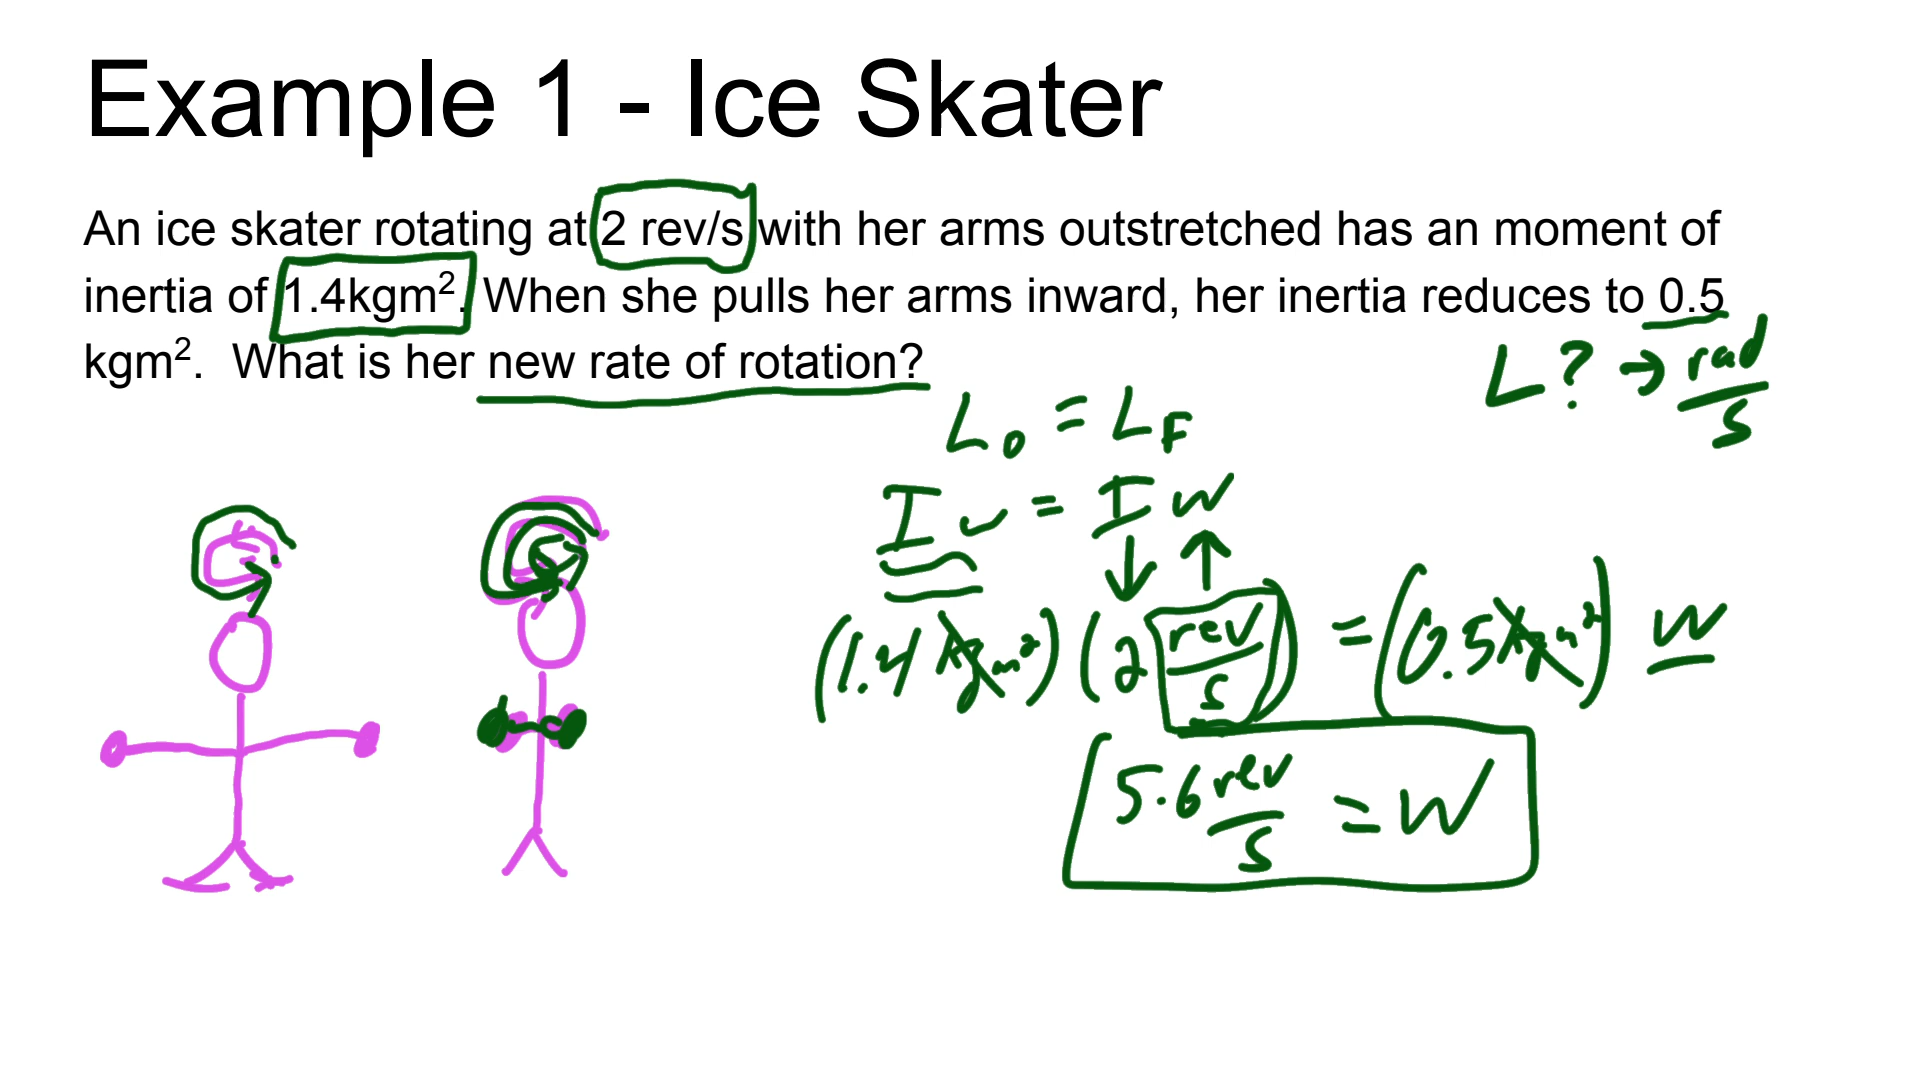 Example 1 - Ice Skater
An ice skater rotating at 2 rev/s with her arms outstretched has an moment of
inertia of 1.4kgm². When she pulls her arms inward, her inertia reduces to 0.5
kgm². What is her new rate of rotation?
L ? → rad/s
L₀ = L_F
I ω = I ω
↓ ↑
(1.4 kgm²) (2 rev/s) = (0.5 kgm²) ω
5.6 rev/s = ω